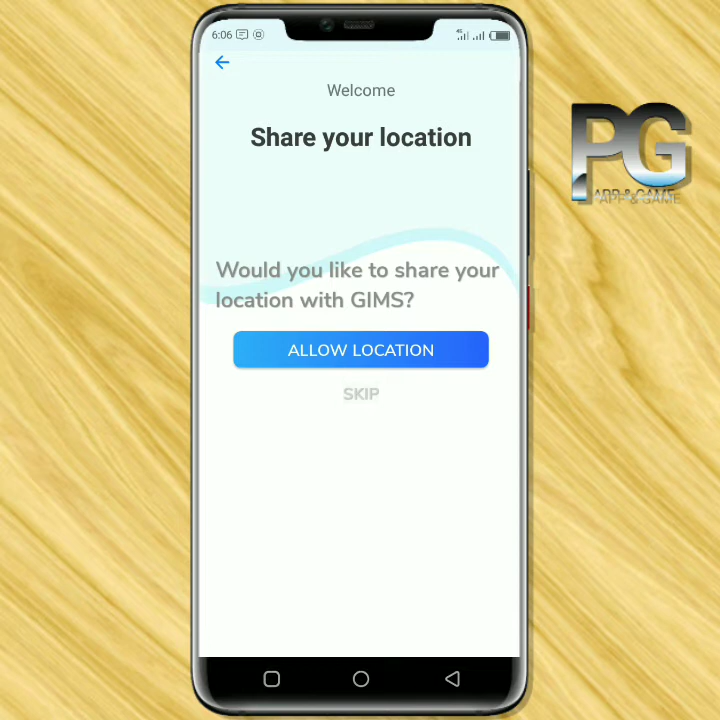 6:06
4G
Welcome
Share your location
Would you like to share your
location with GIMS?
ALLOW LOCATION
SKIP
PG
APP & GAME